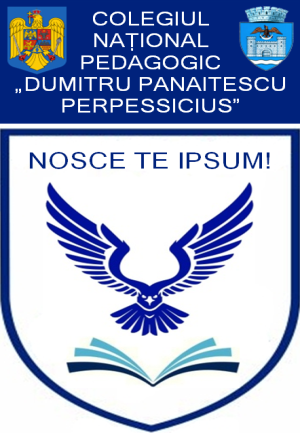 COLEGIUL
NAȚIONAL
PEDAGOGIC
„DUMITRU PANAITESCU
PERPESSICIUS”
NOSCE TE IPSUM!